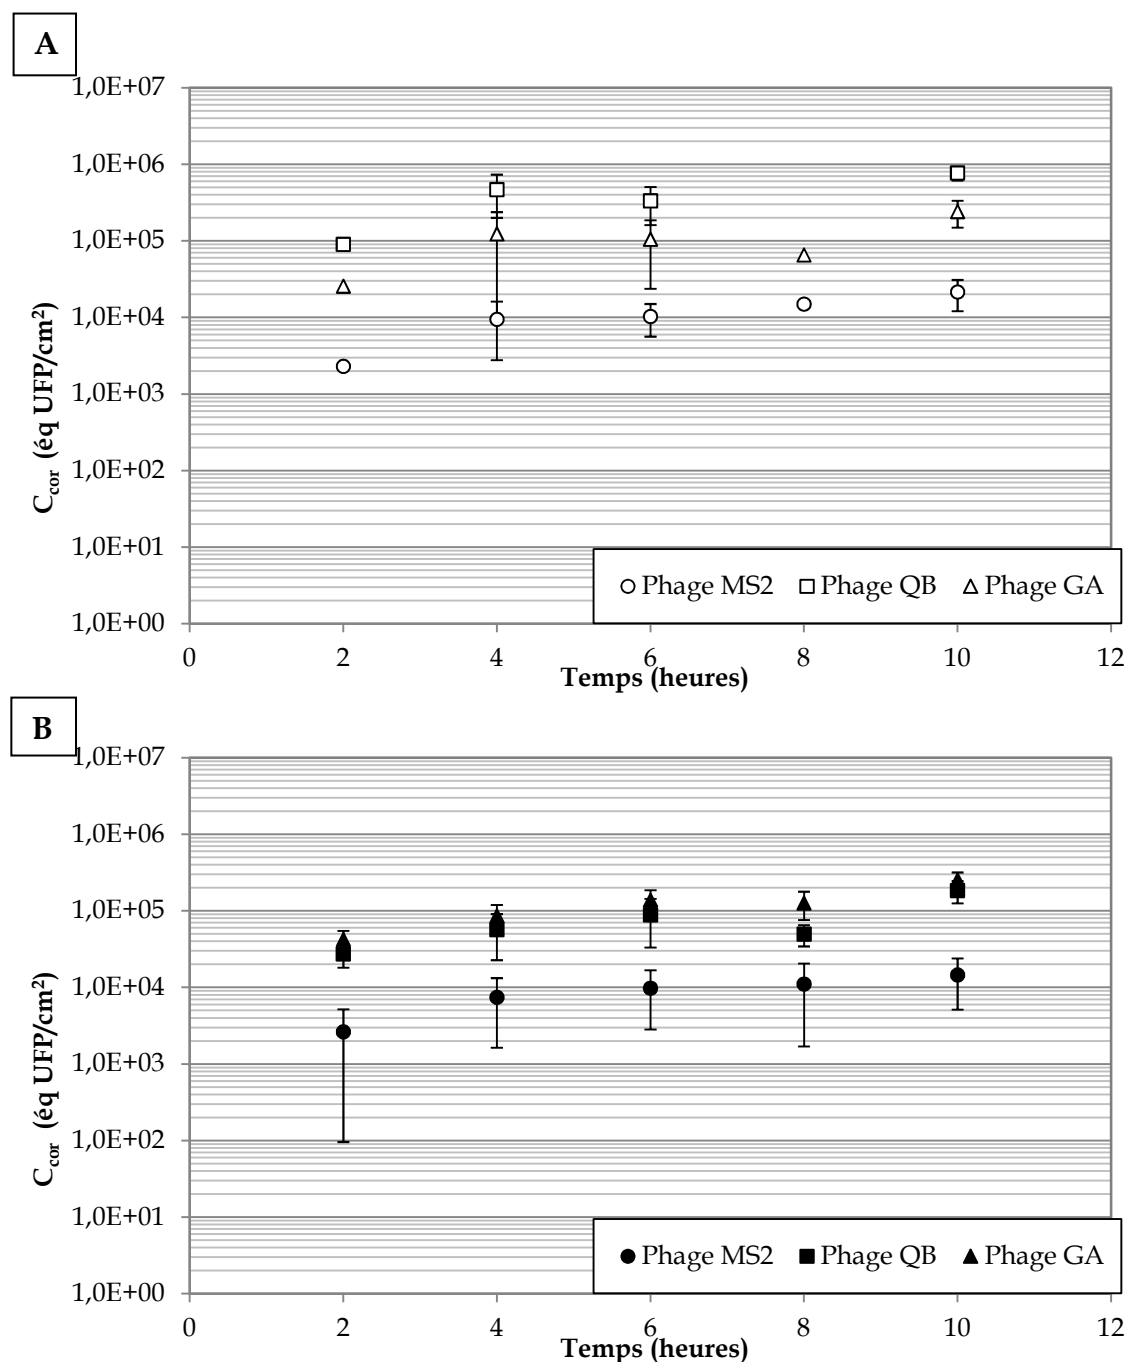 A
1,0E+07
1,0E+06
1,0E+05
1,0E+04
1,0E+03
1,0E+02
1,0E+01
1,0E+00
C_cor (éq UFP/cm²)
Phage MS2 Phage QB Phage GA
0 2 4 6 8 10 12
Temps (heures)
B
1,0E+07
1,0E+06
1,0E+05
1,0E+04
1,0E+03
1,0E+02
1,0E+01
1,0E+00
C_cor (éq UFP/cm²)
Phage MS2 Phage QB Phage GA
0 2 4 6 8 10 12
Temps (heures)